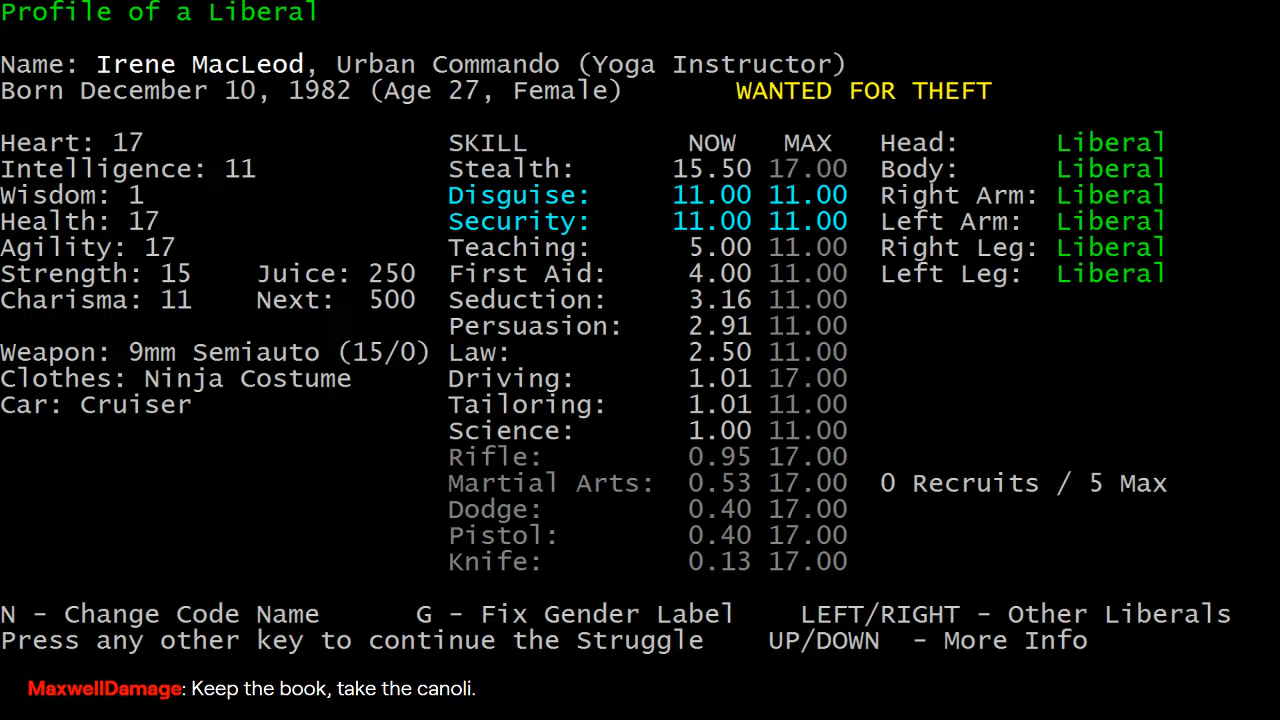 Profile of a Liberal
Name: Irene MacLeod, Urban Commando (Yoga Instructor)
Born December 10, 1982 (Age 27, Female) WANTED FOR THEFT
Heart: 17 SKILL NOW MAX Head: Liberal
Intelligence: 11 Stealth: 15.50 17.00 Body: Liberal
Wisdom: 1 Disguise: 11.00 11.00 Right Arm: Liberal
Health: 17 Security: 11.00 11.00 Left Arm: Liberal
Agility: 17 Teaching: 5.00 11.00 Right Leg: Liberal
Strength: 15 Juice: 250 First Aid: 4.00 11.00 Left Leg: Liberal
Charisma: 11 Next: 500 Seduction: 3.16 11.00
Persuasion: 2.91 11.00
Weapon: 9mm Semiauto (15/0) Law: 2.50 11.00
Clothes: Ninja Costume Driving: 1.01 17.00
Car: Cruiser Tailoring: 1.01 11.00
Science: 1.00 11.00
Rifle: 0.95 17.00
Martial Arts: 0.53 17.00 0 Recruits / 5 Max
Dodge: 0.40 17.00
Pistol: 0.40 17.00
Knife: 0.13 17.00
N - Change Code Name G - Fix Gender Label LEFT/RIGHT - Other Liberals
Press any other key to continue the Struggle UP/DOWN - More Info
MaxwellDamage: Keep the book, take the canoli.